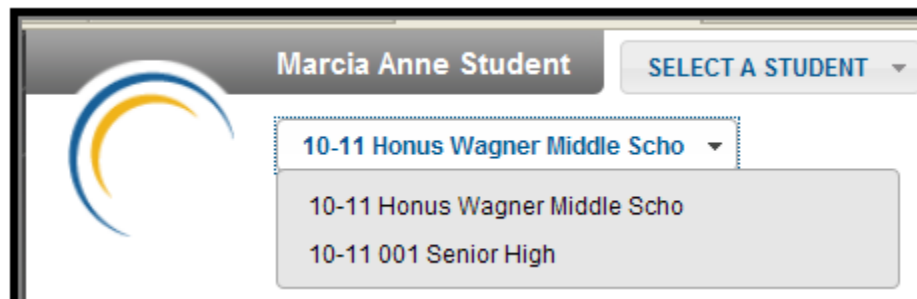 Marcia Anne Student
SELECT A STUDENT
10-11 Honus Wagner Middle Scho
10-11 Honus Wagner Middle Scho
10-11 001 Senior High